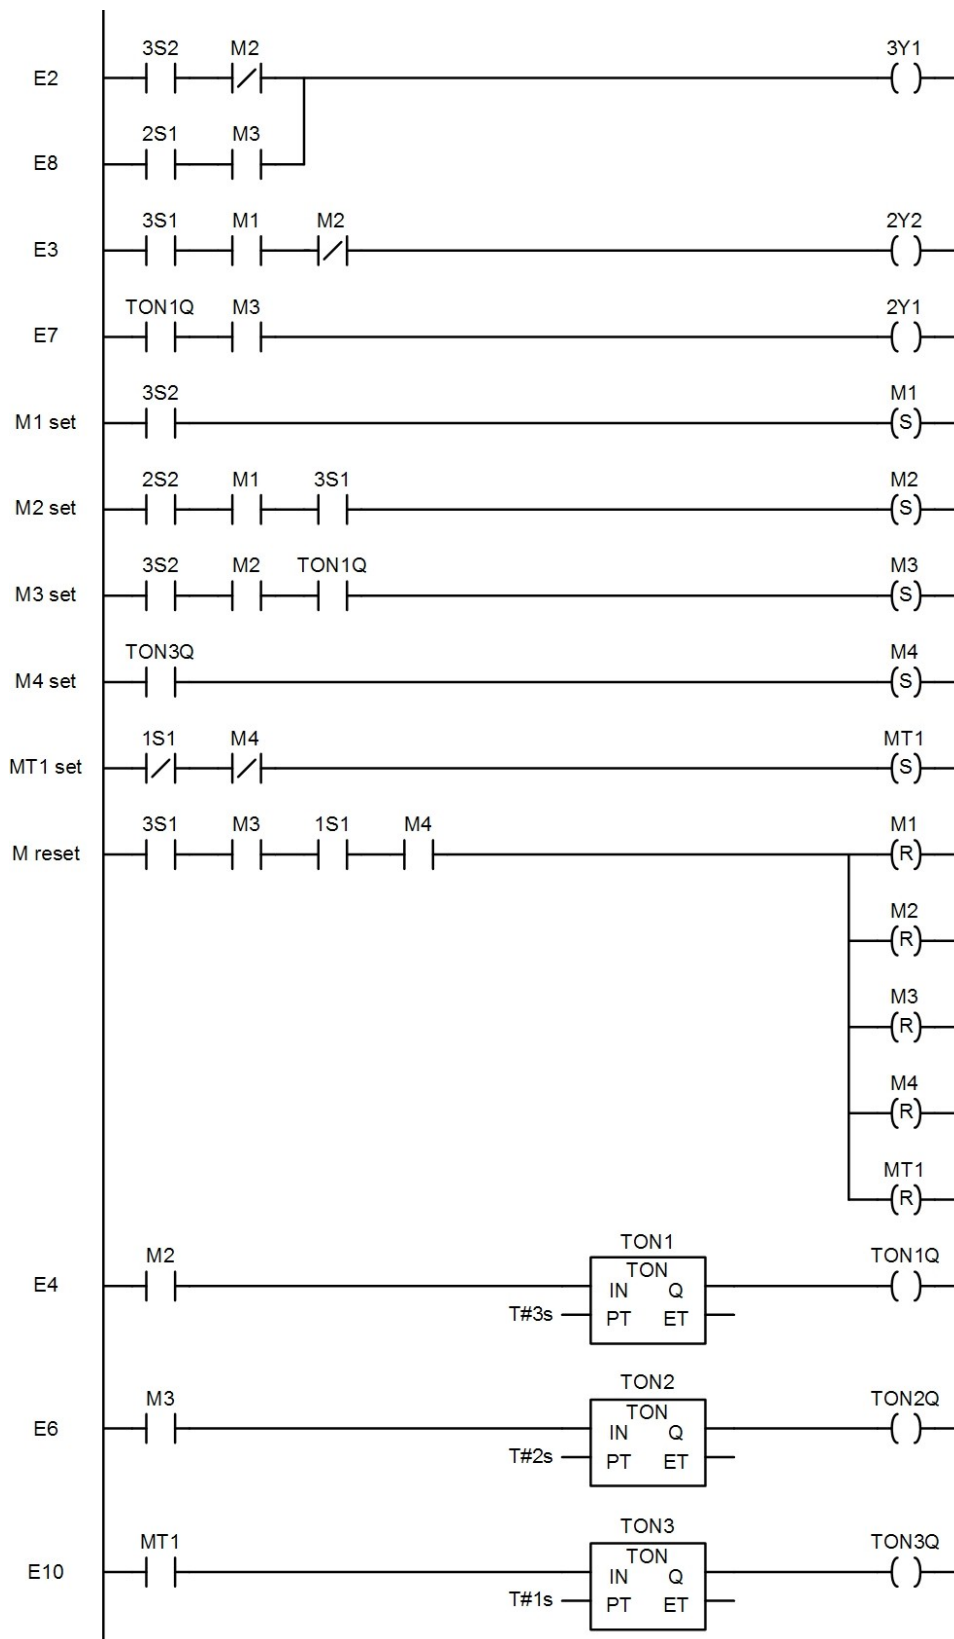 3S2 M2 3Y1
E2
2S1 M3
E8
3S1 M1 M2 2Y2
E3
TON1Q M3 2Y1
E7
3S2 M1
M1 set (S)
2S2 M1 3S1 M2
M2 set (S)
3S2 M2 TON1Q M3
M3 set (S)
TON3Q M4
M4 set (S)
1S1 M4 MT1
MT1 set (S)
3S1 M3 1S1 M4 M1
M reset (R)
M2
(R)
M3
(R)
M4
(R)
MT1
(R)
TON1
M2 TON TON1Q
E4 IN Q
T#3s PT ET
TON2
M3 TON TON2Q
E6 IN Q
T#2s PT ET
TON3
MT1 TON TON3Q
E10 IN Q
T#1s PT ET